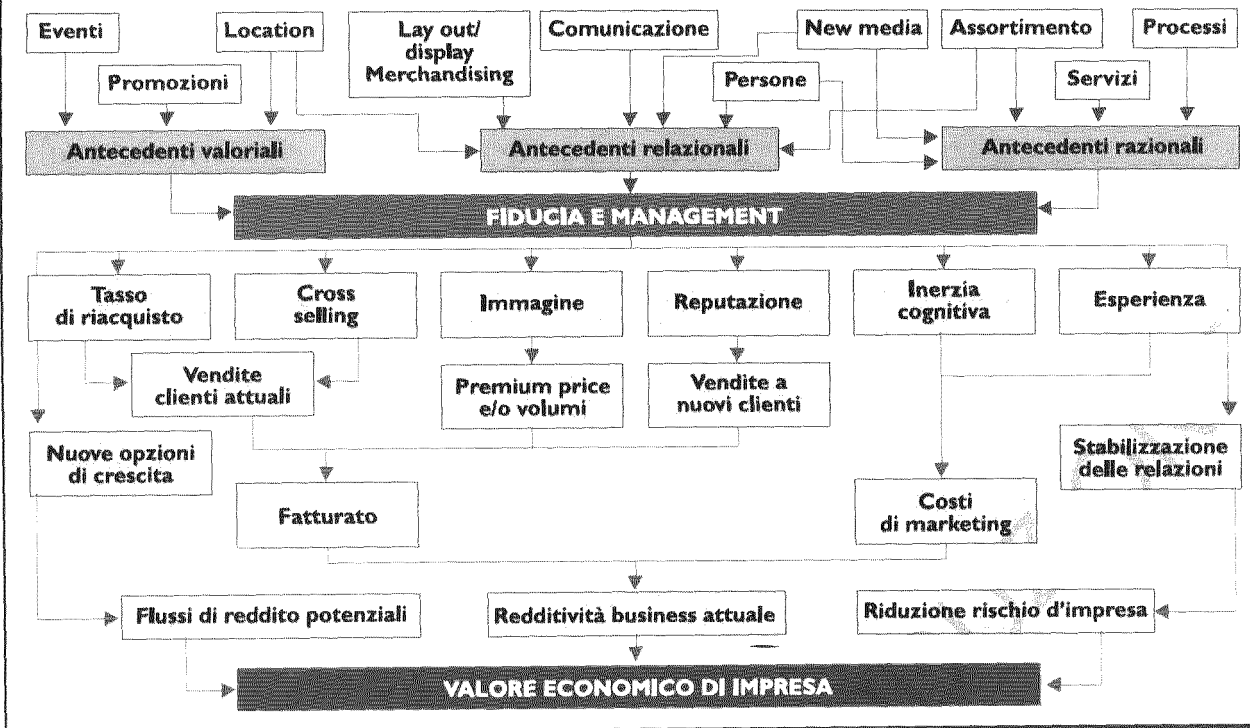 Eventi
Location
Lay out/
display
Merchandising
Comunicazione
New media
Assortimento
Processi
Promozioni
Persone
Servizi
Antecedenti valoriali
Antecedenti relazionali
Antecedenti razionali
FIDUCIA E MANAGEMENT
Tasso
di riacquisto
Cross
selling
Immagine
Reputazione
Inerzia
cognitiva
Esperienza
Vendite
clienti attuali
Premium price
e/o volumi
Vendite a
nuovi clienti
Nuove opzioni
di crescita
Stabilizzazione
delle relazioni
Fatturato
Costi
di marketing
Flussi di reddito potenziali
Redditività business attuale
Riduzione rischio d'impresa
VALORE ECONOMICO DI IMPRESA